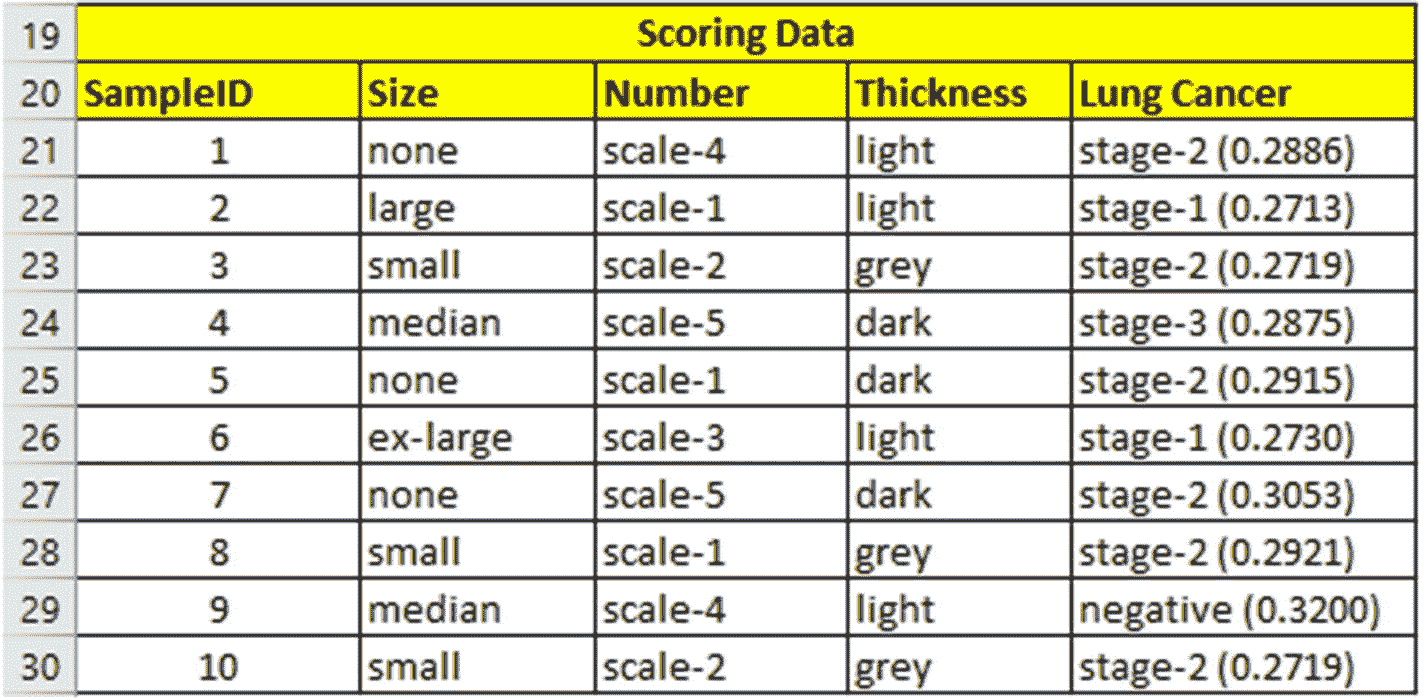 19 Scoring Data
20 SampleID Size Number Thickness Lung Cancer
21 1 none scale-4 light stage-2 (0.2886)
22 2 large scale-1 light stage-1 (0.2713)
23 3 small scale-2 grey stage-2 (0.2719)
24 4 median scale-5 dark stage-3 (0.2875)
25 5 none scale-1 dark stage-2 (0.2915)
26 6 ex-large scale-3 light stage-1 (0.2730)
27 7 none scale-5 dark stage-2 (0.3053)
28 8 small scale-1 grey stage-2 (0.2921)
29 9 median scale-4 light negative (0.3200)
30 10 small scale-2 grey stage-2 (0.2719)